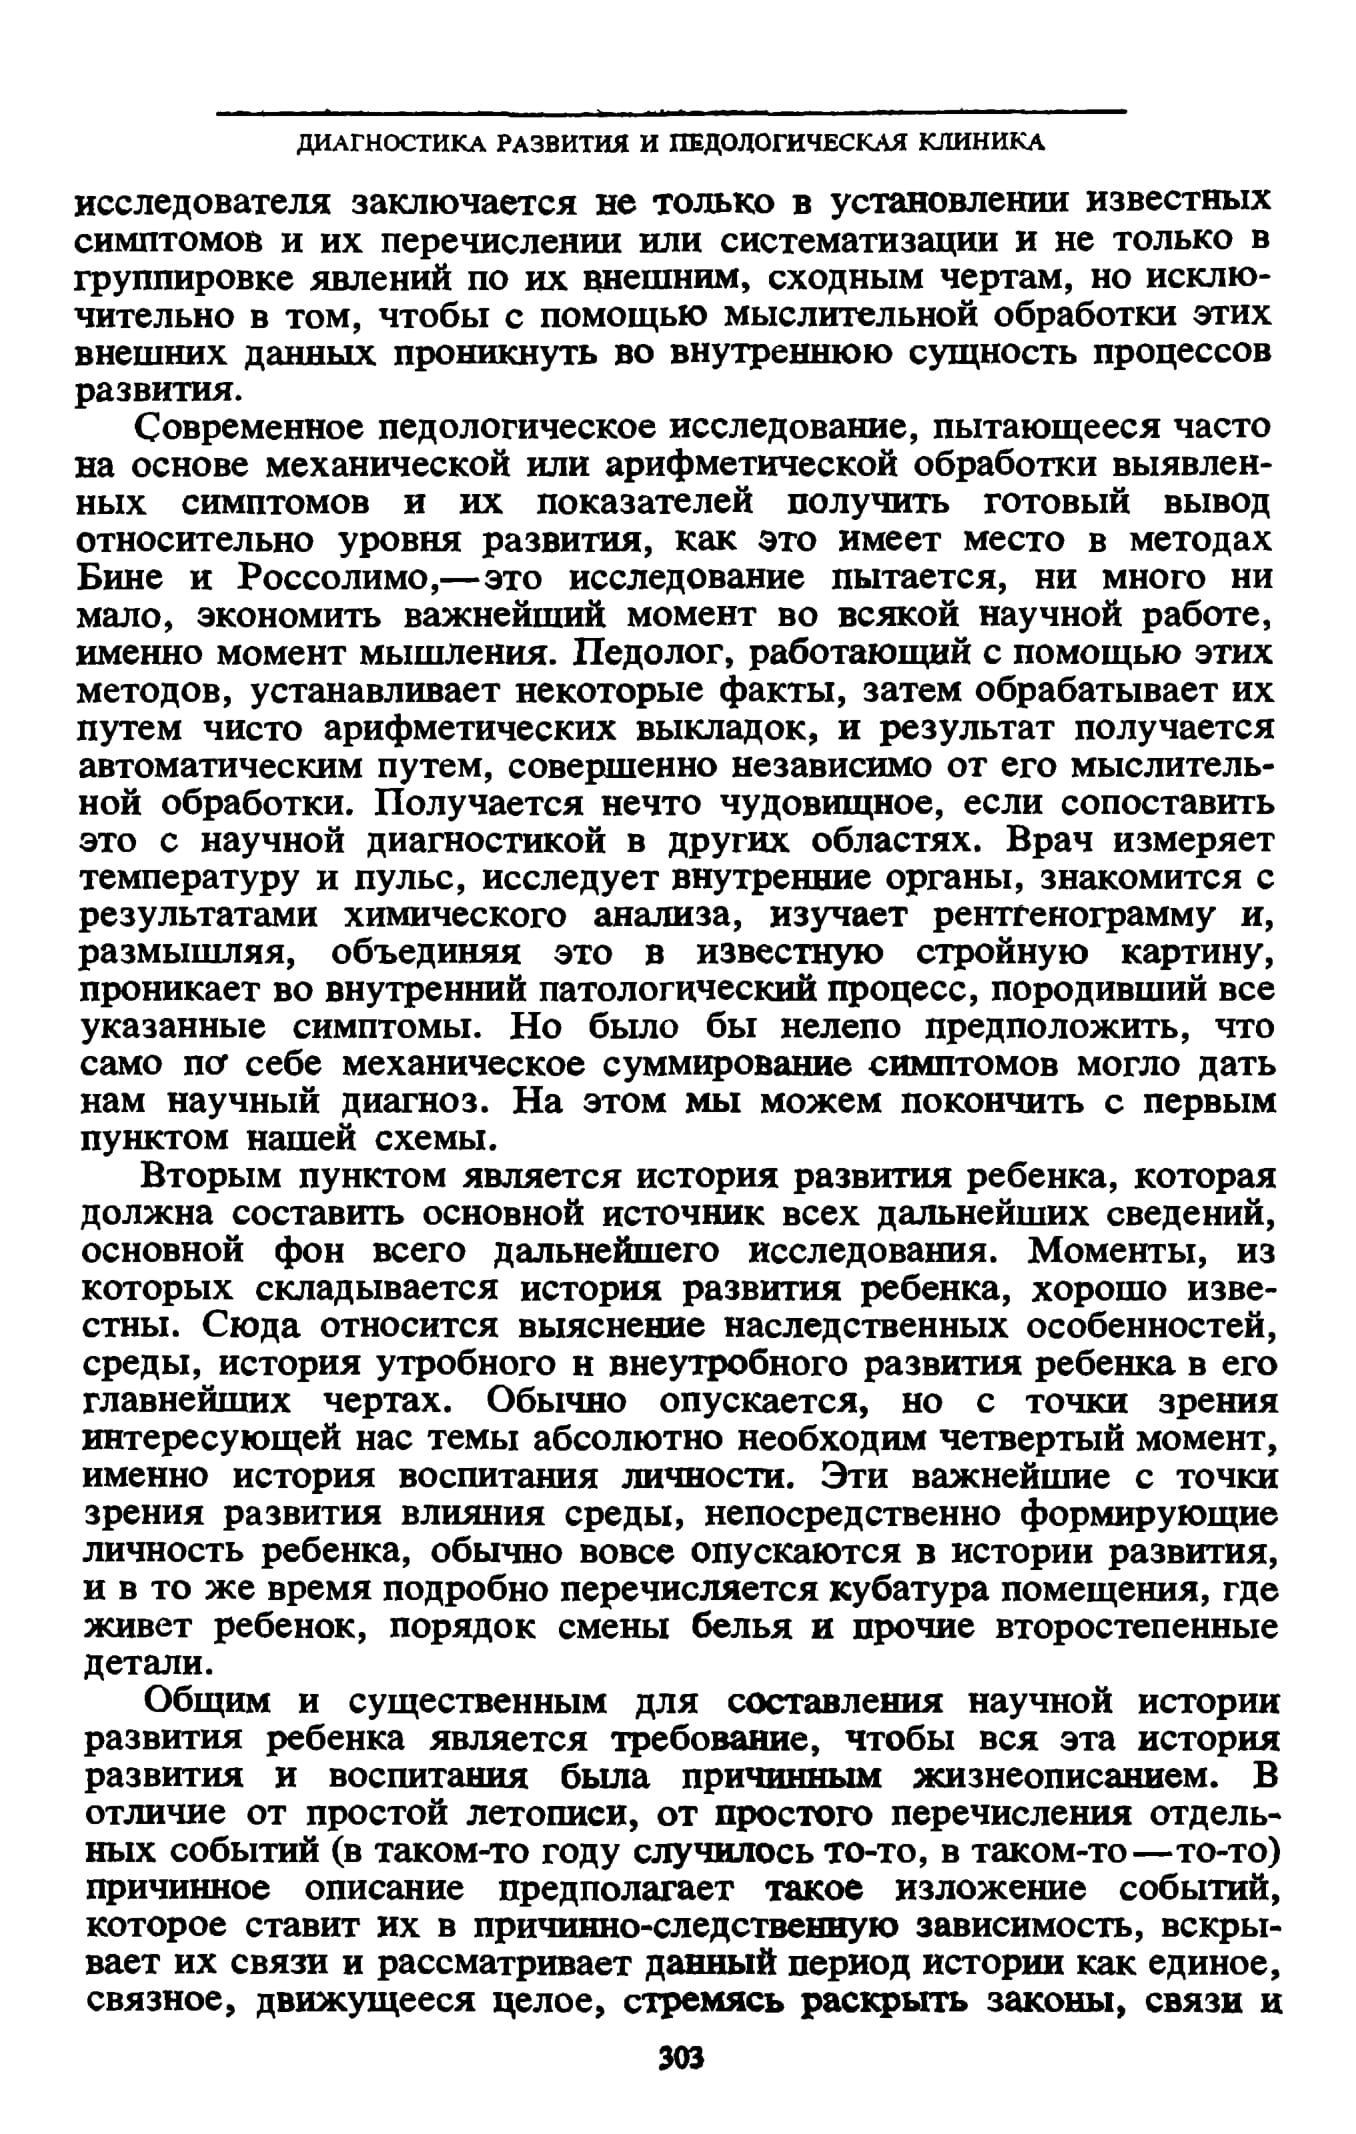 ДИАГНОСТИКА РАЗВИТИЯ И ПЕДОЛОГИЧЕСКАЯ КЛИНИКА
исследователя заключается не только в установлении известных
симптомов и их перечислении или систематизации и не только в
группировке явлений по их внешним, сходным чертам, но исклю-
чительно в том, чтобы с помощью мыслительной обработки этих
внешних данных проникнуть во внутреннюю сущность процессов
развития.
Современное педологическое исследование, пытающееся часто
на основе механической или арифметической обработки выявлен-
ных симптомов и их показателей получить готовый вывод
относительно уровня развития, как это имеет место в методах
Бине и Россолимо,—это исследование пытается, ни много ни
мало, экономить важнейший момент во всякой научной работе,
именно момент мышления. Педолог, работающий с помощью этих
методов, устанавливает некоторые факты, затем обрабатывает их
путем чисто арифметических выкладок, и результат получается
автоматическим путем, совершенно независимо от его мыслитель-
ной обработки. Получается нечто чудовищное, если сопоставить
это с научной диагностикой в других областях. Врач измеряет
температуру и пульс, исследует внутренние органы, знакомится с
результатами химического анализа, изучает рентгенограмму и,
размышляя, объединяя это в известную стройную картину,
проникает во внутренний патологический процесс, породивший все
указанные симптомы. Но было бы нелепо предположить, что
само по себе механическое суммирование симптомов могло дать
нам научный диагноз. На этом мы можем покончить с первым
пунктом нашей схемы.
Вторым пунктом является история развития ребенка, которая
должна составить основной источник всех дальнейших сведений,
основной фон всего дальнейшего исследования. Моменты, из
которых складывается история развития ребенка, хорошо изве-
стны. Сюда относится выяснение наследственных особенностей,
среды, история утробного и внеутробного развития ребенка в его
главнейших чертах. Обычно опускается, но с точки зрения
интересующей нас темы абсолютно необходим четвертый момент,
именно история воспитания личности. Эти важнейшие с точки
зрения развития влияния среды, непосредственно формирующие
личность ребенка, обычно вовсе опускаются в истории развития,
и в то же время подробно перечисляется кубатура помещения, где
живет ребенок, порядок смены белья и прочие второстепенные
детали.
Общим и существенным для составления научной истории
развития ребенка является требование, чтобы вся эта история
развития и воспитания была причинным жизнеописанием. В
отличие от простой летописи, от простого перечисления отдель-
ных событий (в таком-то году случилось то-то, в таком-то—то-то)
причинное описание предполагает такое изложение событий,
которое ставит их в причинно-следственную зависимость, вскры-
вает их связи и рассматривает данный период истории как единое,
связное, движущееся целое, стремясь раскрыть законы, связи и
303